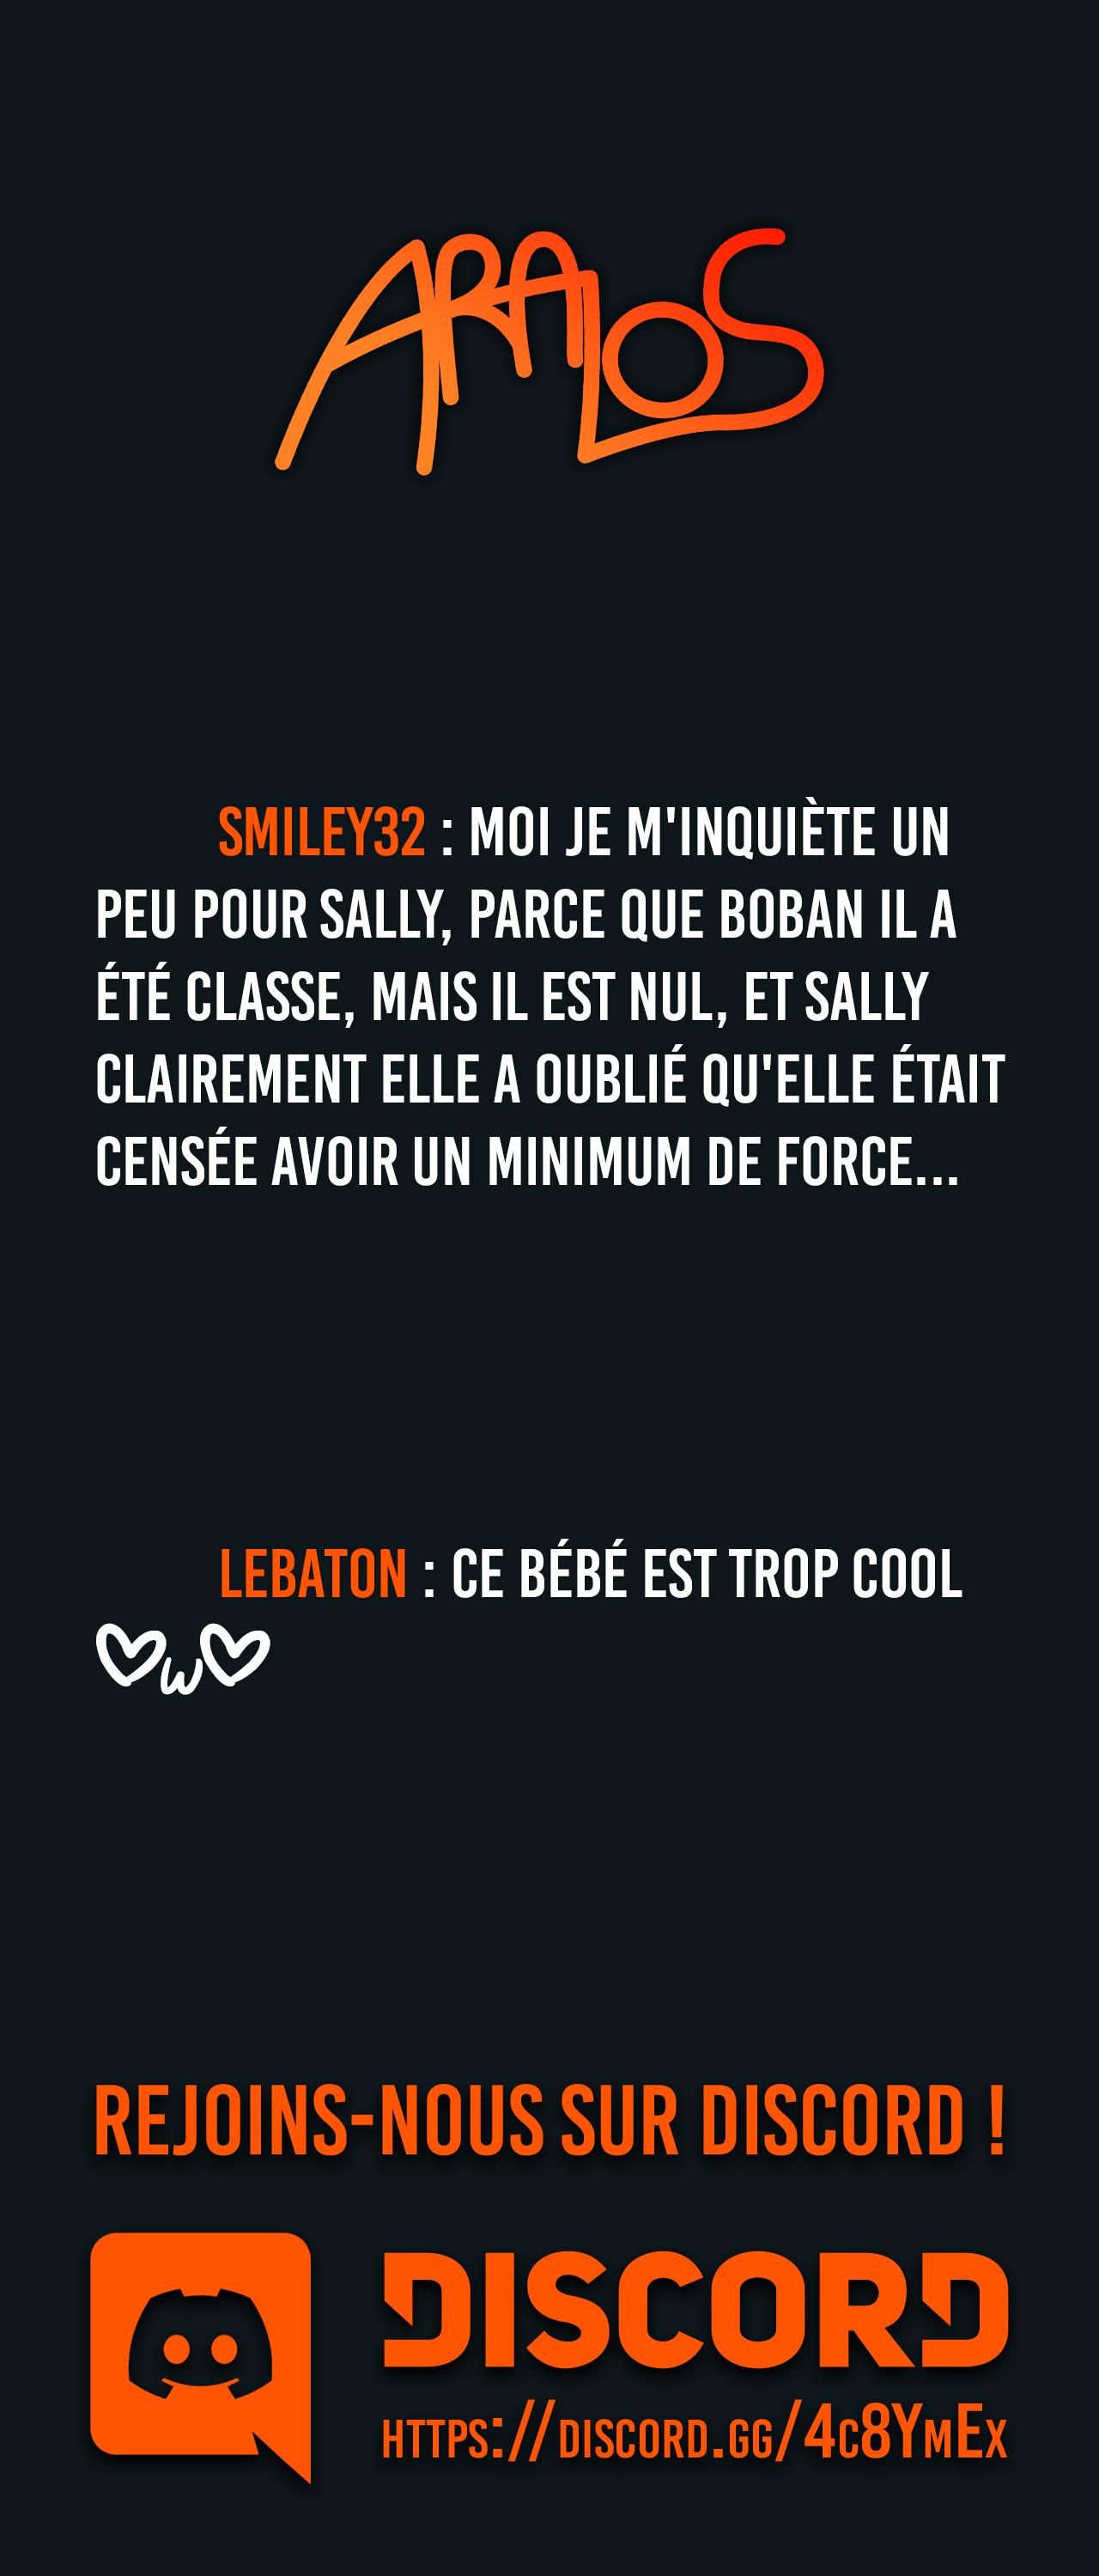 ARALOS
SMILEY32 : MOI JE M'INQUIÈTE UN
PEU POUR SALLY, PARCE QUE BOBAN IL A
ÉTÉ CLASSE, MAIS IL EST NUL, ET SALLY
CLAIREMENT ELLE A OUBLIÉ QU'ELLE ÉTAIT
CENSÉE AVOIR UN MINIMUM DE FORCE...
LEBATON : CE BÉBÉ EST TROP COOL
♡w♡
REJOINS-NOUS SUR DISCORD !
DISCORD
https://discord.gg/4c8YmEx